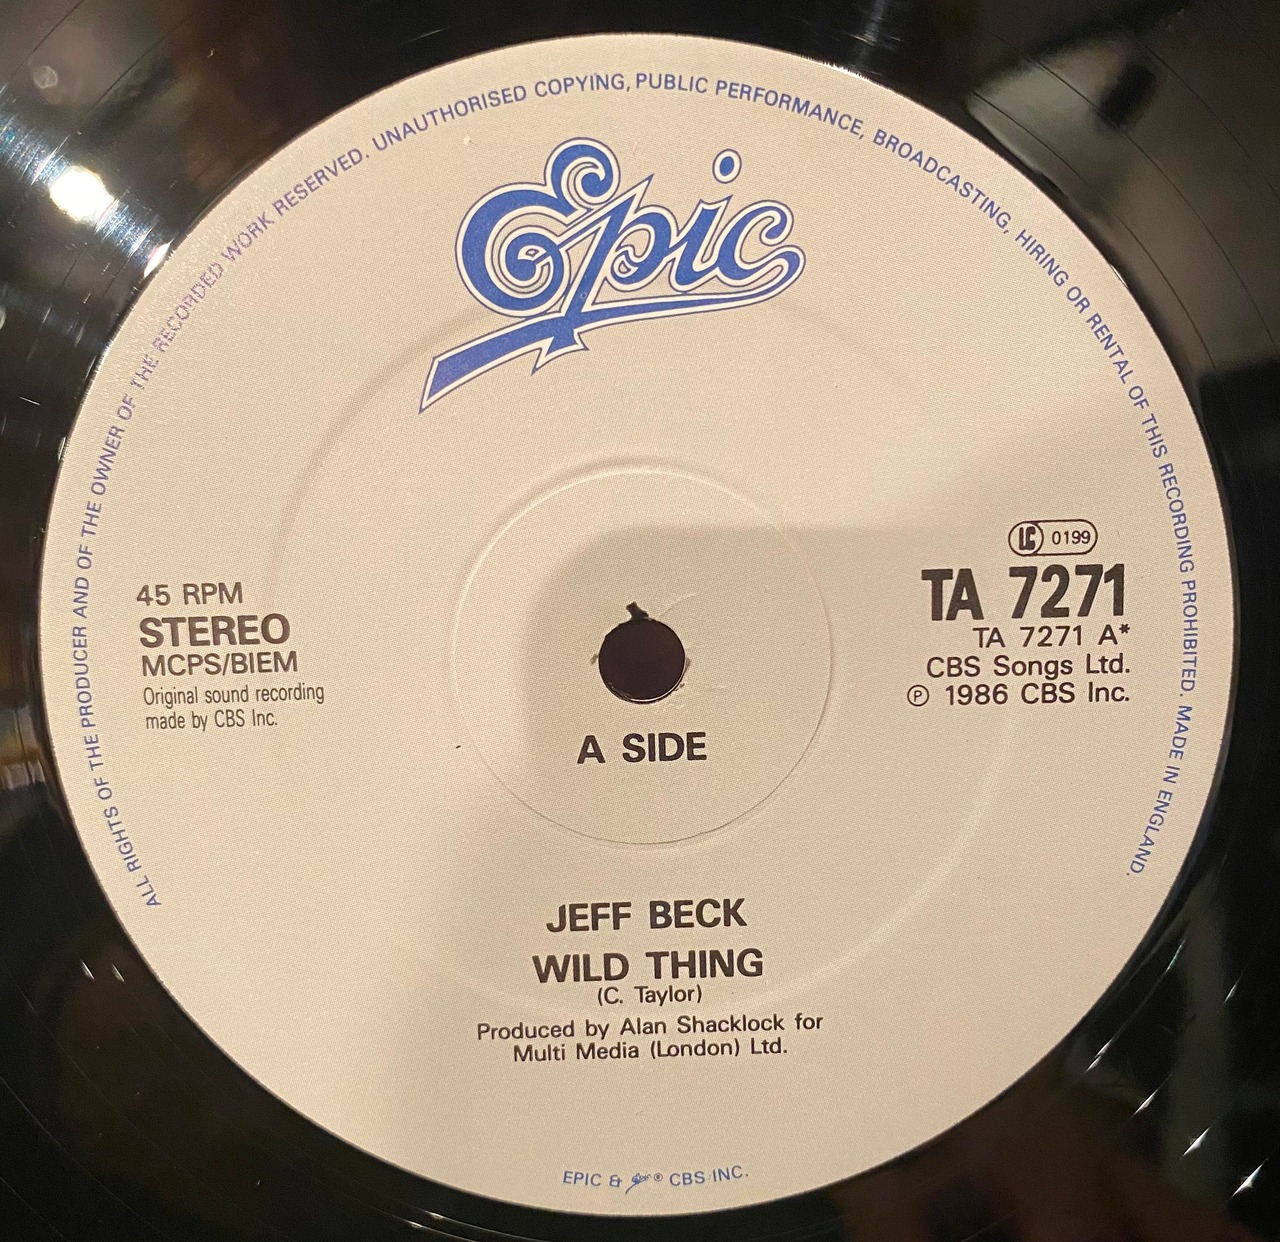 ALL RIGHTS OF THE PRODUCER AND OF THE OWNER OF THE RECORDED WORK RESERVED. UNAUTHORISED COPYING, PUBLIC PERFORMANCE, BROADCASTING, HIRING OR RENTAL OF THIS RECORDING PROHIBITED. MADE IN ENGLAND.
Epic
45 RPM
STEREO
MCPS/BIEM
Original sound recording
made by CBS Inc.
LC 0199
TA 7271
TA 7271 A*
CBS Songs Ltd.
℗ 1986 CBS Inc.
A SIDE
JEFF BECK
WILD THING
(C. Taylor)
Produced by Alan Shacklock for
Multi Media (London) Ltd.
EPIC & Epic ® CBS INC.